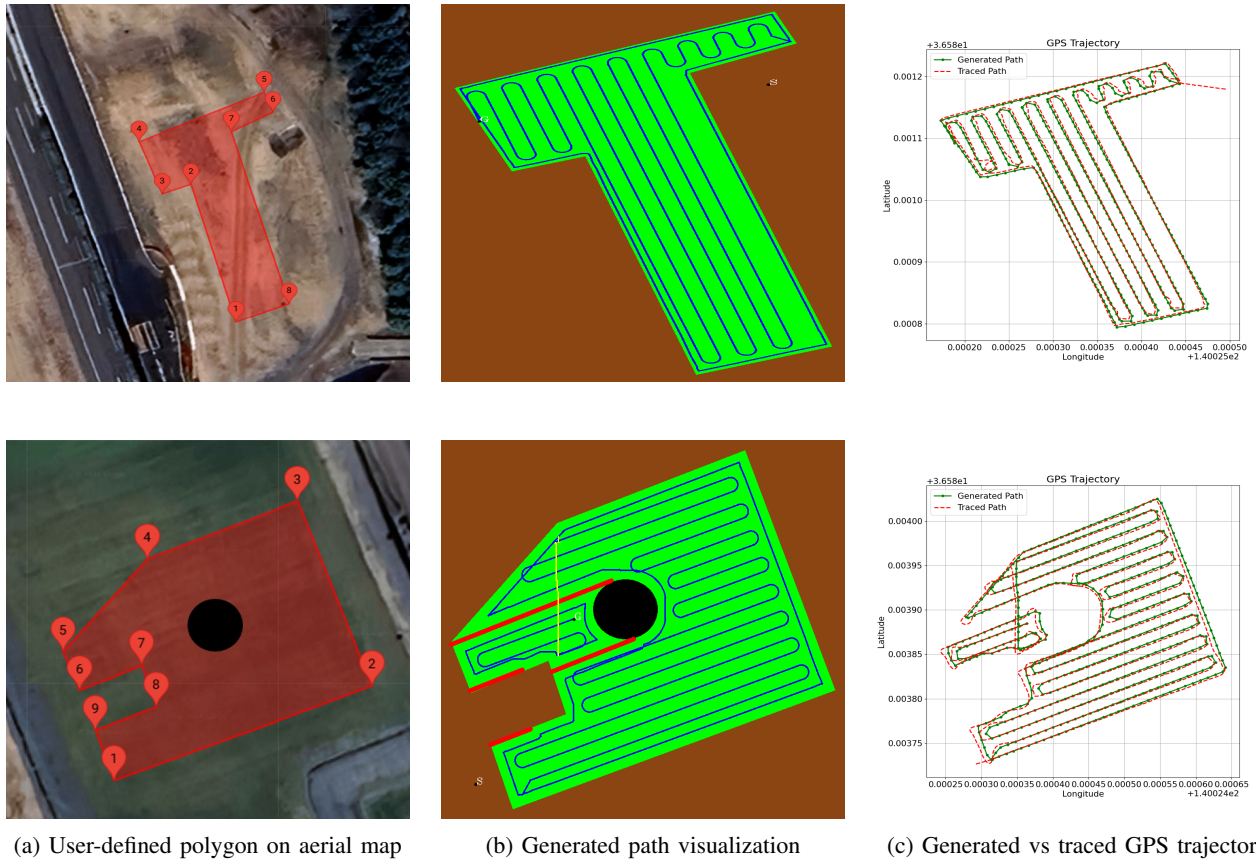 5
6
7
4
2
3
8
1
S
G
+3.658e1
GPS Trajectory
Generated Path
Traced Path
0.0012
0.0011
0.0010
0.0009
0.0008
Latitude
0.00020 0.00025 0.00030 0.00035 0.00040 0.00045 0.00050
Longitude
+1.40025e2
3
4
5
7
6
2
8
9
1
G
S
+3.658e1
GPS Trajectory
Generated Path
Traced Path
0.00400
0.00395
0.00390
0.00385
0.00380
0.00375
Latitude
0.00025 0.00030 0.00035 0.00040 0.00045 0.00050 0.00055 0.00060 0.00065
Longitude
+1.40024e2
(a) User-defined polygon on aerial map
(b) Generated path visualization
(c) Generated vs traced GPS trajector